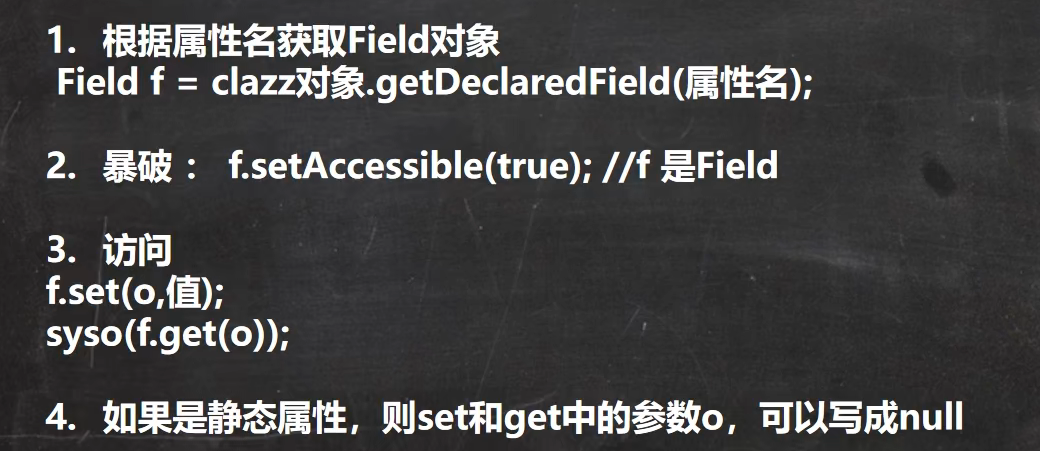 1. 根据属性名获取Field对象
Field f = clazz对象.getDeclaredField(属性名);
2. 暴破 ： f.setAccessible(true); //f 是Field
3. 访问
f.set(o,值);
syso(f.get(o));
4. 如果是静态属性，则set和get中的参数o，可以写成null